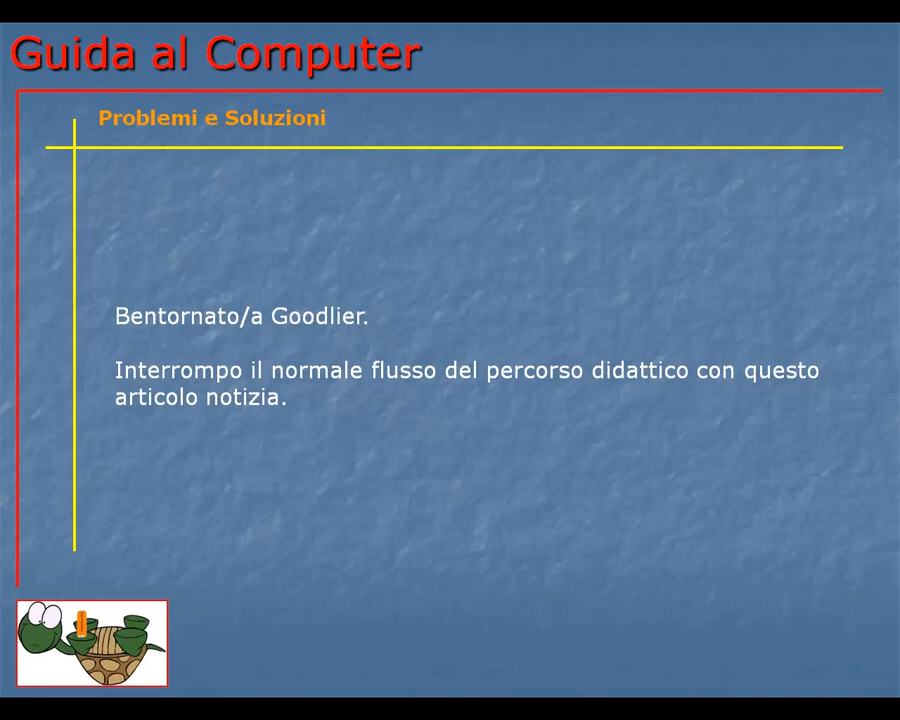 Guida al Computer
Problemi e Soluzioni
Bentornato/a Goodlier.
Interrompo il normale flusso del percorso didattico con questo
articolo notizia.